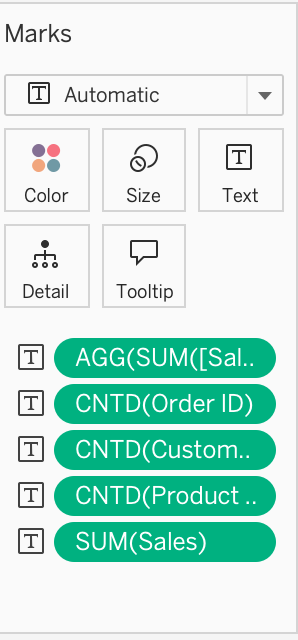 Marks
T Automatic
Color Size Text
Detail Tooltip
T AGG(SUM([Sal..
T CNTD(Order ID)
T CNTD(Custom..
T CNTD(Product ..
T SUM(Sales)